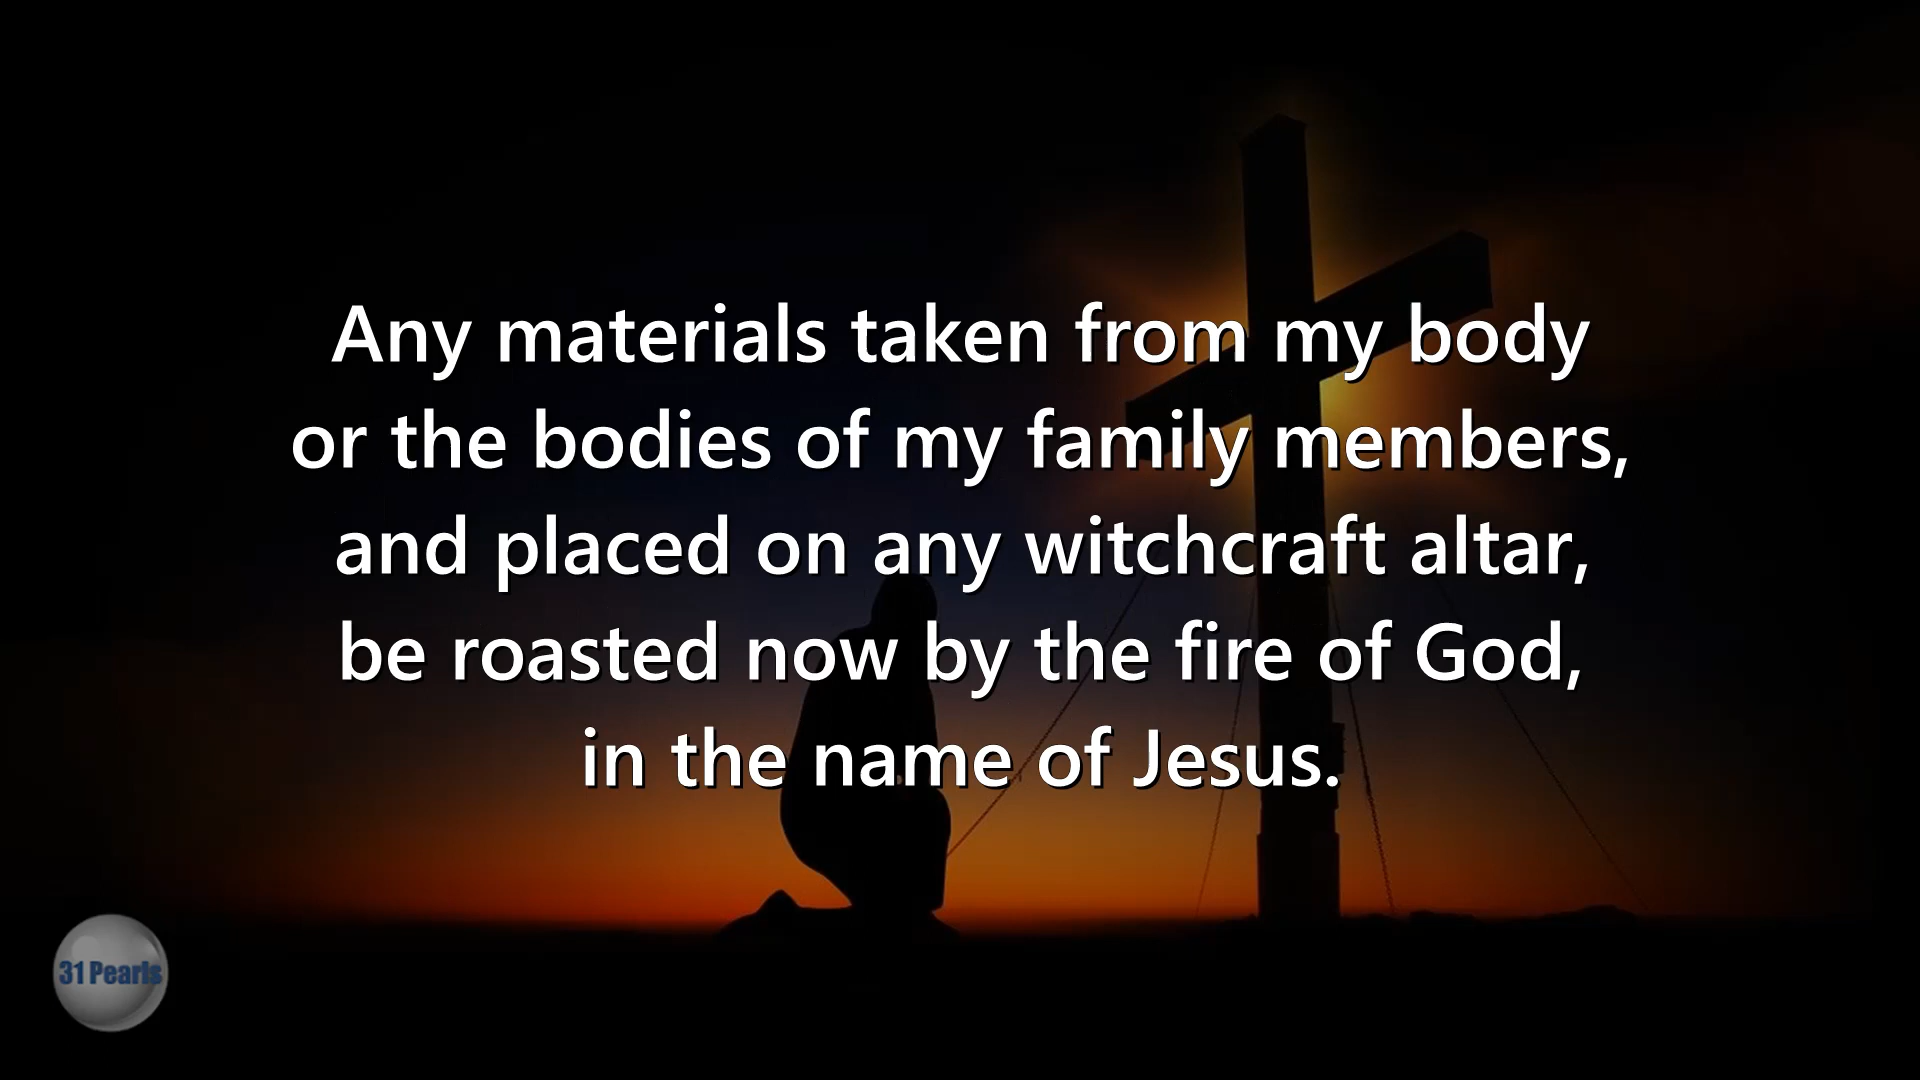 Any materials taken from my body
or the bodies of my family members,
and placed on any witchcraft altar,
be roasted now by the fire of God,
in the name of Jesus.
31 Pearls